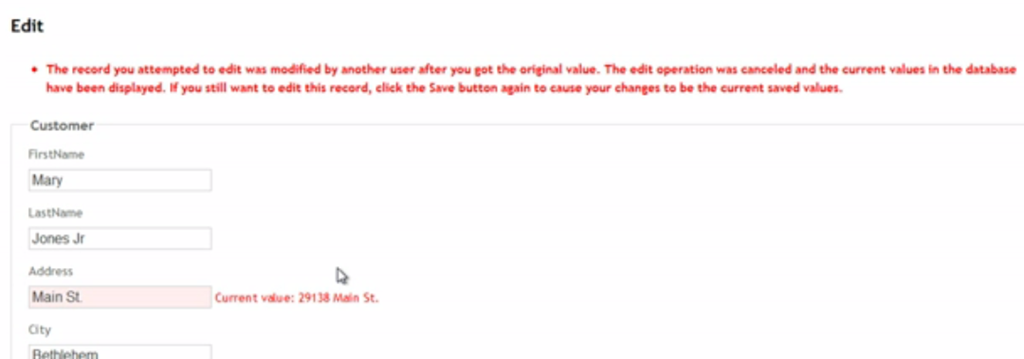 Edit
• The record you attempted to edit was modified by another user after you got the original value. The edit operation was canceled and the current values in the database
have been displayed. If you still want to edit this record, click the Save button again to cause your changes to be the current saved values.
Customer
FirstName
Mary
LastName
Jones Jr
Address
Main St. Current value: 29138 Main St.
City
Bethlehem